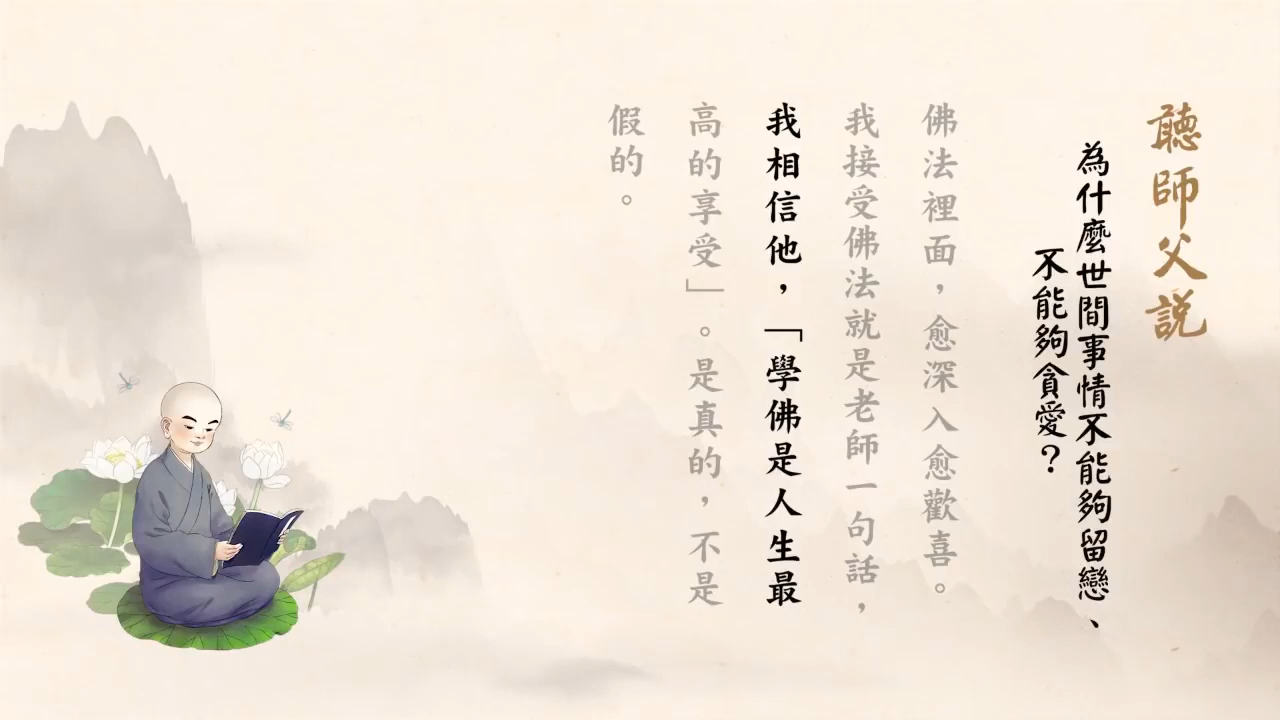 聽師父說
為什麼世間事情不能夠留戀、
不能夠貪愛？
佛法裡面，愈深入愈歡喜。
我接受佛法就是老師一句話，
我相信他，「學佛是人生最
高的享受」。是真的，不是
假的。